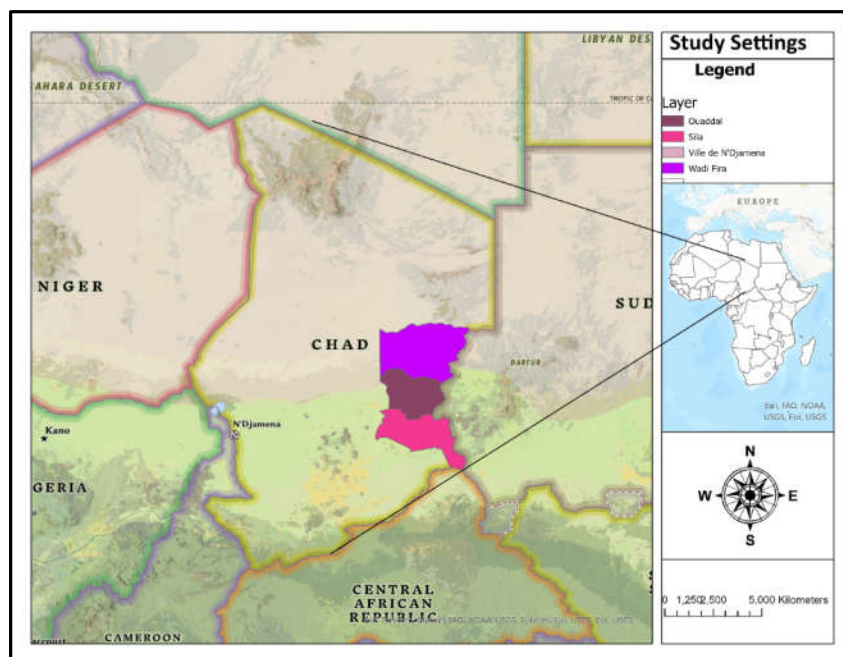 LIBYAN DES
AHARA DESERT
TROPIC OF C
NIGER
CHAD
SUD
DARFUR
N'Djamena
Kano
GERIA
CENTRAL
AFRICAN
REPUBLIC
CAMEROON
Study Settings
Legend
Layer
Ouaddaï
Sila
Ville de N'Djamena
Wadi Fira
EUROPE
AFRICA
Esri, FAO, NOAA,
USGS, Esri, USGS
N
W E
S
0 1,250 2,500 5,000 Kilometers